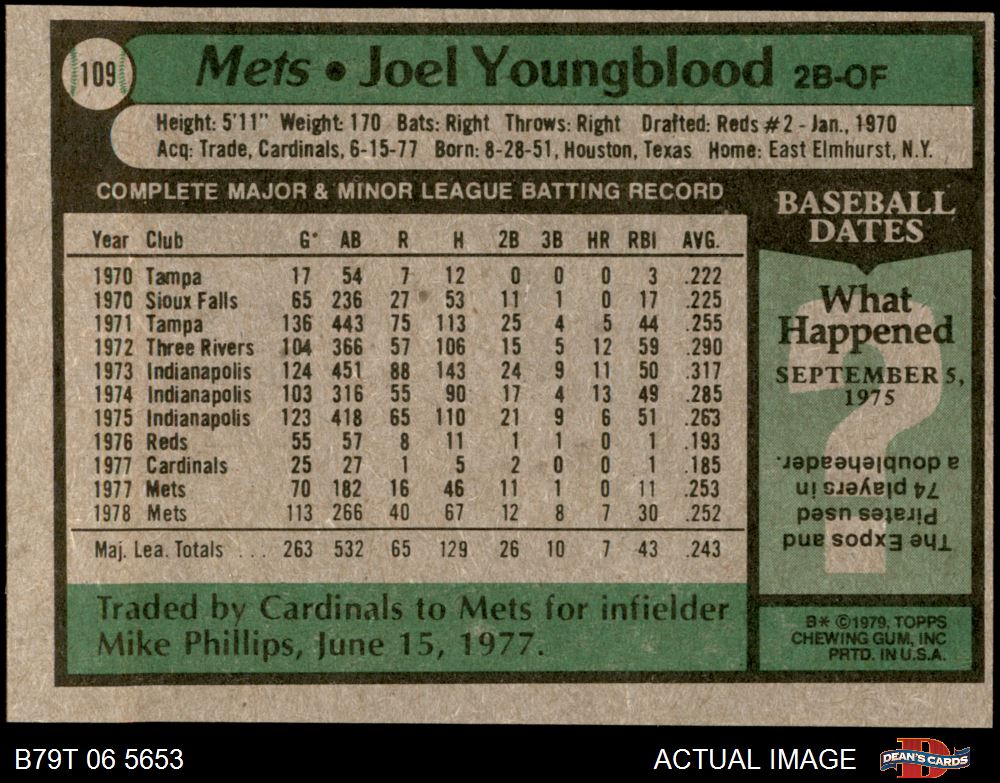 109
Mets • Joel Youngblood 2B-OF
Height: 5'11" Weight: 170 Bats: Right Throws: Right Drafted: Reds #2 - Jan., 1970
Acq: Trade, Cardinals, 6-15-77 Born: 8-28-51, Houston, Texas Home: East Elmhurst, N.Y.
COMPLETE MAJOR & MINOR LEAGUE BATTING RECORD
Year Club G* AB R H 2B 3B HR RBI AVG.
1970 Tampa 17 54 7 12 0 0 0 3 .222
1970 Sioux Falls 65 236 27 53 11 1 0 17 .225
1971 Tampa 136 443 75 113 25 4 5 44 .255
1972 Three Rivers 104 366 57 106 15 5 12 59 .290
1973 Indianapolis 124 451 88 143 24 9 11 50 .317
1974 Indianapolis 103 316 55 90 17 4 13 49 .285
1975 Indianapolis 123 418 65 110 21 9 6 51 .263
1976 Reds 55 57 8 11 1 1 0 1 .193
1977 Cardinals 25 27 1 5 2 0 0 1 .185
1977 Mets 70 182 16 46 11 1 0 11 .253
1978 Mets 113 266 40 67 12 8 7 30 .252
Maj. Lea. Totals ... 263 532 65 129 26 10 7 43 .243
Traded by Cardinals to Mets for infielder
Mike Phillips, June 15, 1977.
BASEBALL
DATES
What
Happened
SEPTEMBER 5,
1975
?
The Expos and
Pirates used
74 players in
a doubleheader.
B* ©1979, TOPPS
CHEWING GUM, INC
PRTD. IN U.S.A.
B79T 06 5653
ACTUAL IMAGE
D
DEAN'S CARDS